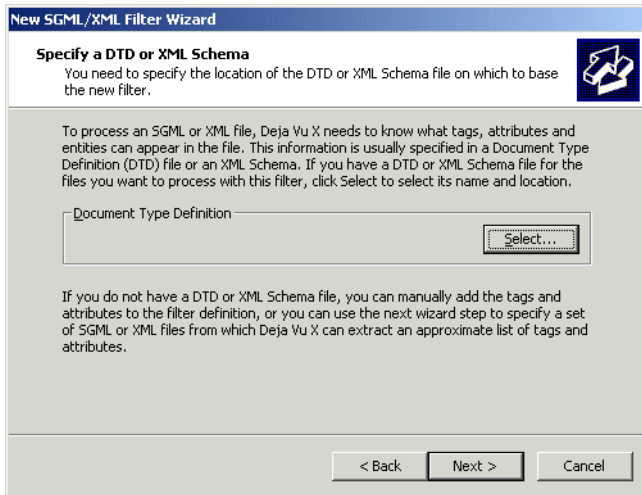 New SGML/XML Filter Wizard
Specify a DTD or XML Schema
You need to specify the location of the DTD or XML Schema file on which to base
the new filter.
To process an SGML or XML file, Deja Vu X needs to know what tags, attributes and
entities can appear in the file. This information is usually specified in a Document Type
Definition (DTD) file or an XML Schema. If you have a DTD or XML Schema file for the
files you want to process with this filter, click Select to select its name and location.
Document Type Definition
Select...
If you do not have a DTD or XML Schema file, you can manually add the tags and
attributes to the filter definition, or you can use the next wizard step to specify a set
of SGML or XML files from which Deja Vu X can extract an approximate list of tags and
attributes.
< Back Next > Cancel